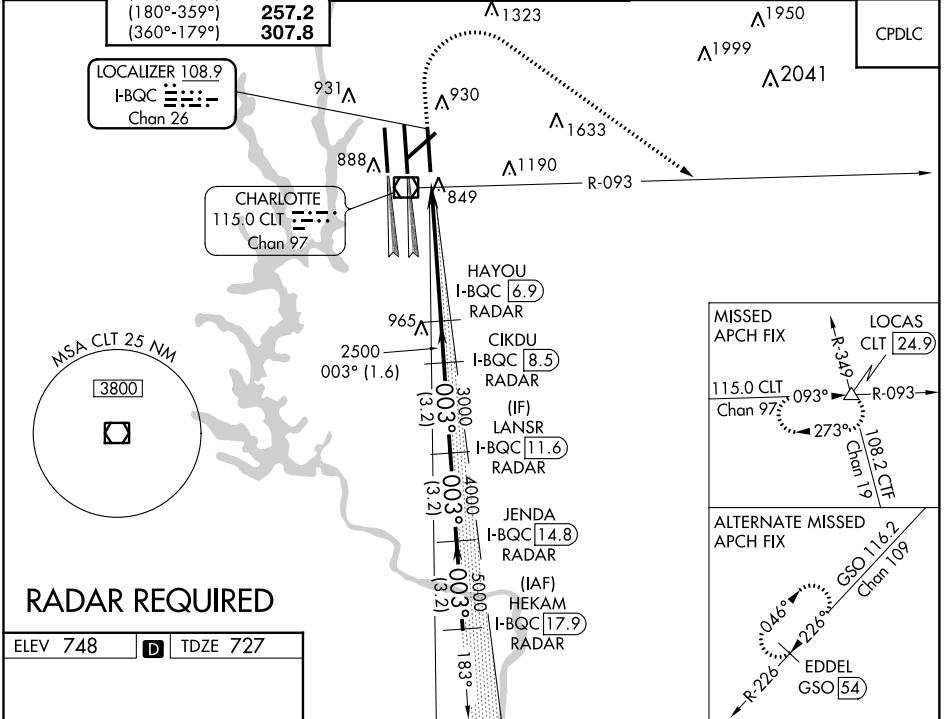 (180°-359°) 257.2
(360°-179°) 307.8
1323
1950
1999
2041
CPDLC
LOCALIZER 108.9
I-BQC
Chan 26
931
930
1633
888
1190
849
R-093
CHARLOTTE
115.0 CLT
Chan 97
HAYOU
I-BQC 6.9
RADAR
965
2500
003° (1.6)
CIKDU
I-BQC 8.5
RADAR
3000
003°
(3.2)
(IF)
LANSR
I-BQC 11.6
RADAR
4000
003°
(3.2)
JENDA
I-BQC 14.8
RADAR
5000
003°
(3.2)
(IAF)
HEKAM
I-BQC 17.9
RADAR
183°
MSA CLT 25 NM
3800
MISSED
APCH FIX
LOCAS
CLT 24.9
R-349
115.0 CLT
Chan 97
093°
R-093
273°
108.2 CTF
Chan 19
ALTERNATE MISSED
APCH FIX
GSO 116.2
Chan 109
046°
226°
R-226
EDDEL
GSO 54
RADAR REQUIRED
ELEV 748 D TDZE 727